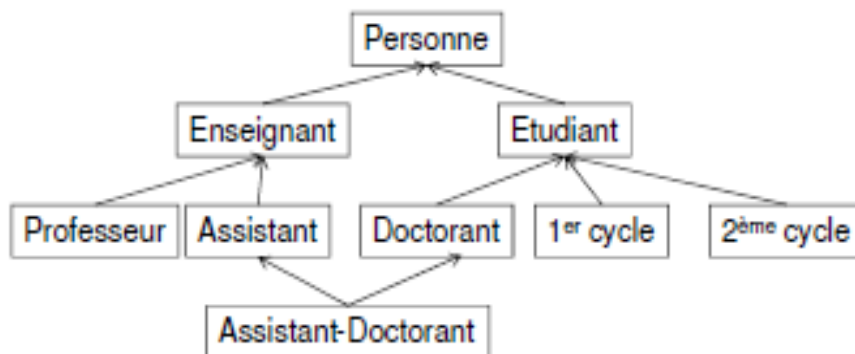 Personne
Enseignant Etudiant
Professeur Assistant Doctorant 1er cycle 2ème cycle
Assistant-Doctorant